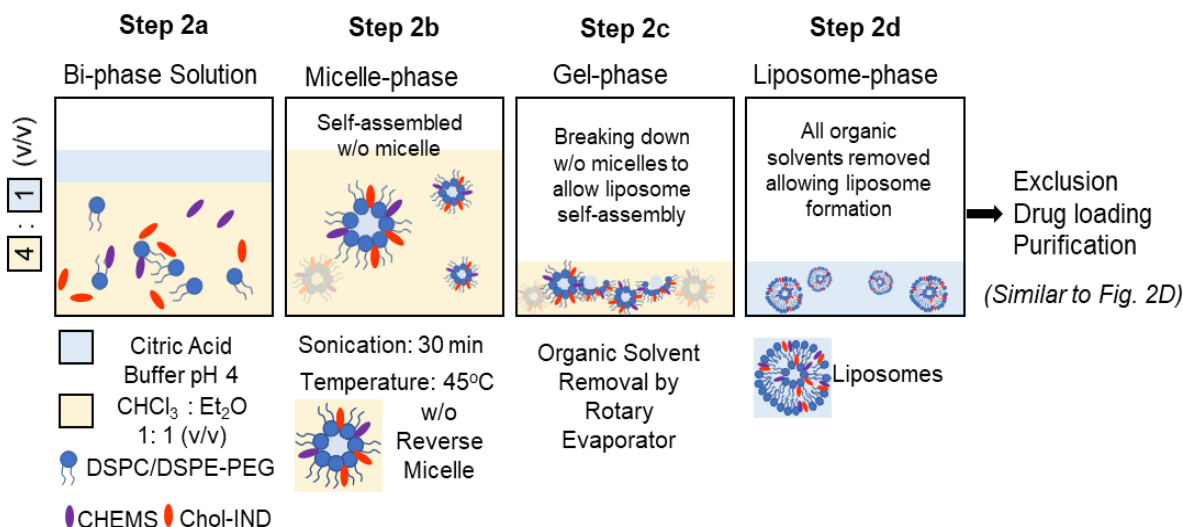 Step 2a
Bi-phase Solution
4 : 1 (v/v)
Citric Acid
Buffer pH 4
CHCl₃ : Et₂O
1: 1 (v/v)
DSPC/DSPE-PEG
CHEMS
Chol-IND
Step 2b
Micelle-phase
Self-assembled
w/o micelle
Sonication: 30 min
Temperature: 45°C
w/o
Reverse
Micelle
Step 2c
Gel-phase
Breaking down
w/o micelles to
allow liposome
self-assembly
Organic Solvent
Removal by
Rotary
Evaporator
Step 2d
Liposome-phase
All organic
solvents removed
allowing liposome
formation
Liposomes
Exclusion
Drug loading
Purification
(Similar to Fig. 2D)